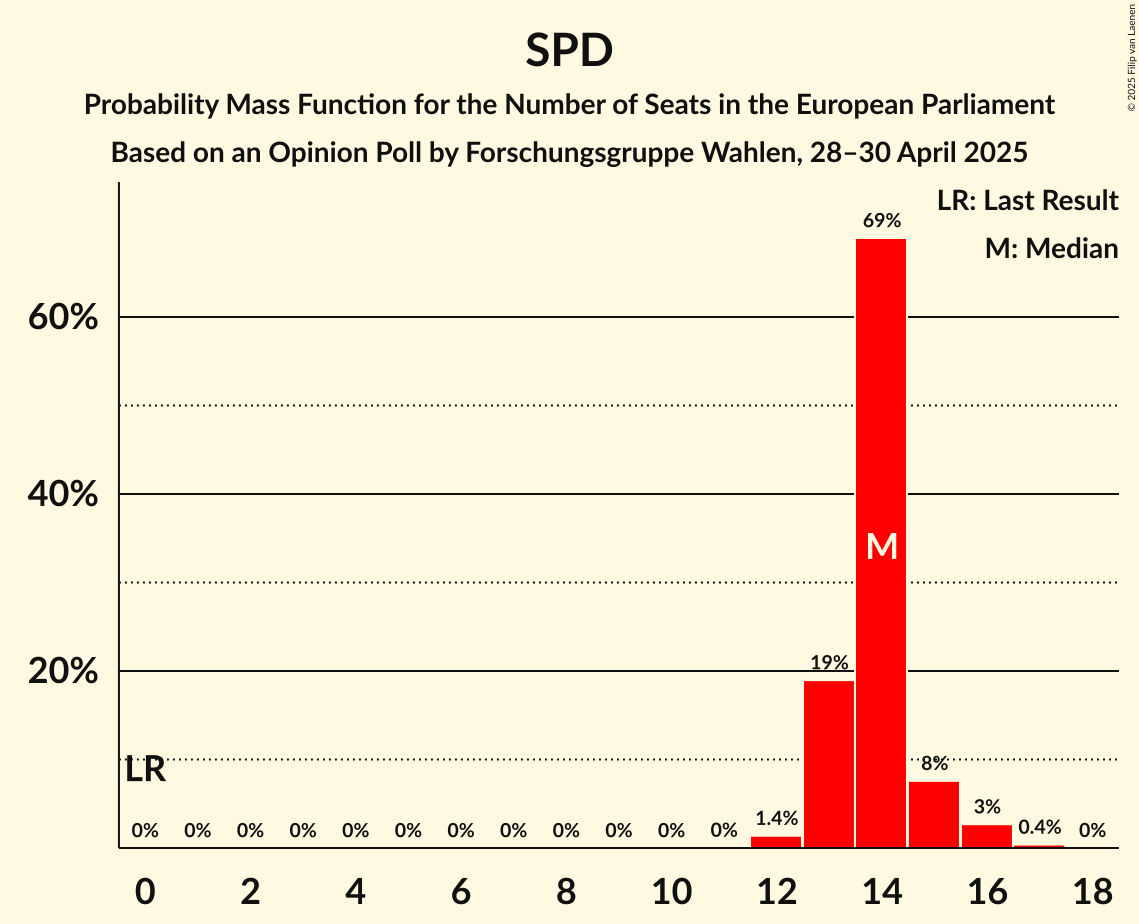 SPD
Probability Mass Function for the Number of Seats in the European Parliament
Based on an Opinion Poll by Forschungsgruppe Wahlen, 28–30 April 2025
© 2025 Filip van Laenen
LR: Last Result
M: Median
69%
60%
40%
M
20%
19%
LR
8%
3%
1.4%
0.4%
0% 0% 0% 0% 0% 0% 0% 0% 0% 0% 0% 0% 0%
0 2 4 6 8 10 12 14 16 18